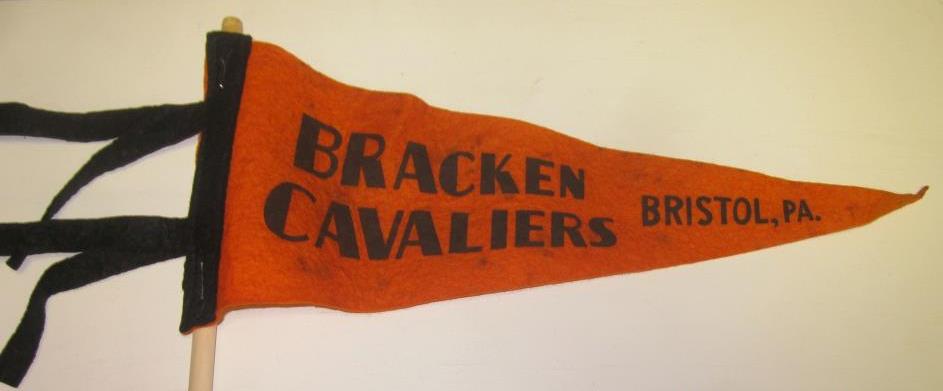 BRACKEN
CAVALIERS
BRISTOL, PA.